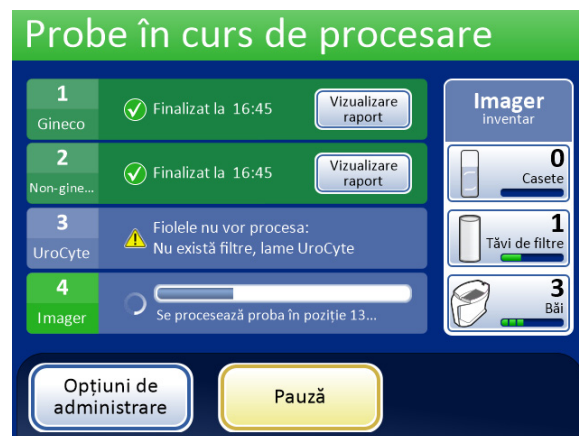 Probe în curs de procesare
1
Gineco
Finalizat la 16:45
Vizualizare
raport
2
Non-gine...
Finalizat la 16:45
Vizualizare
raport
3
UroCyte
Fiolele nu vor procesa:
Nu există filtre, lame UroCyte
4
Imager
Se procesează proba în poziție 13...
Imager
inventar
0
Casete
1
Tăvi de filtre
3
Băi
Opțiuni de
administrare
Pauză